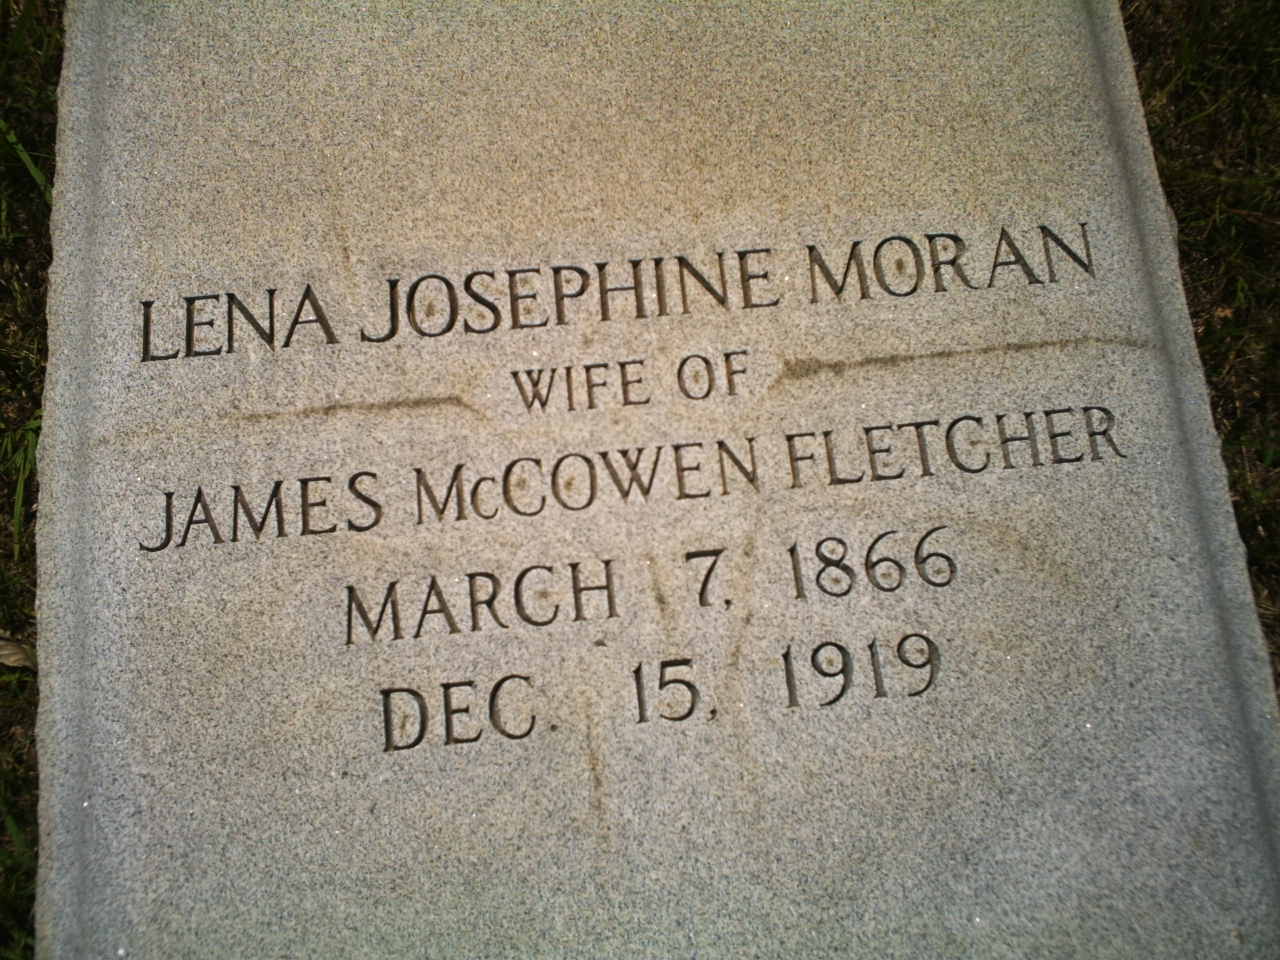 LENA JOSEPHINE MORAN
WIFE OF
JAMES McCOWEN FLETCHER
MARCH 7, 1866
DEC. 15, 1919